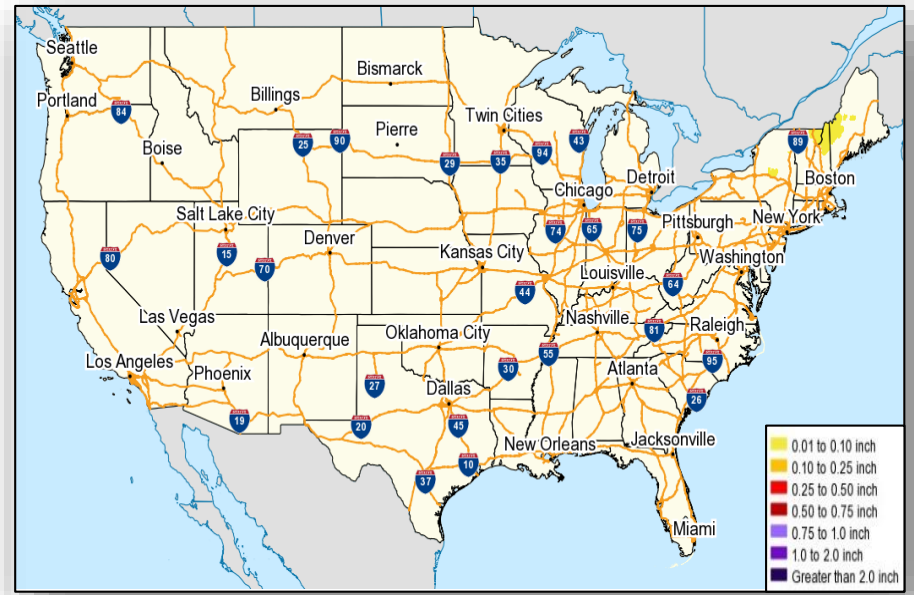 Seattle
Bismarck
Billings
Portland
84
Twin Cities
Pierre
25
90
43
89
Boise
29
35
94
Detroit
Boston
Chicago
Salt Lake City
Pittsburgh
New York
Denver
74
65
75
80
15
Kansas City
Washington
70
Louisville
64
44
Las Vegas
Nashville
81
Raleigh
Albuquerque
Oklahoma City
55
95
Los Angeles
Phoenix
30
Atlanta
27
Dallas
26
19
20
45
New Orleans
Jacksonville
10
37
Miami
0.01 to 0.10 inch
0.10 to 0.25 inch
0.25 to 0.50 inch
0.50 to 0.75 inch
0.75 to 1.0 inch
1.0 to 2.0 inch
Greater than 2.0 inch